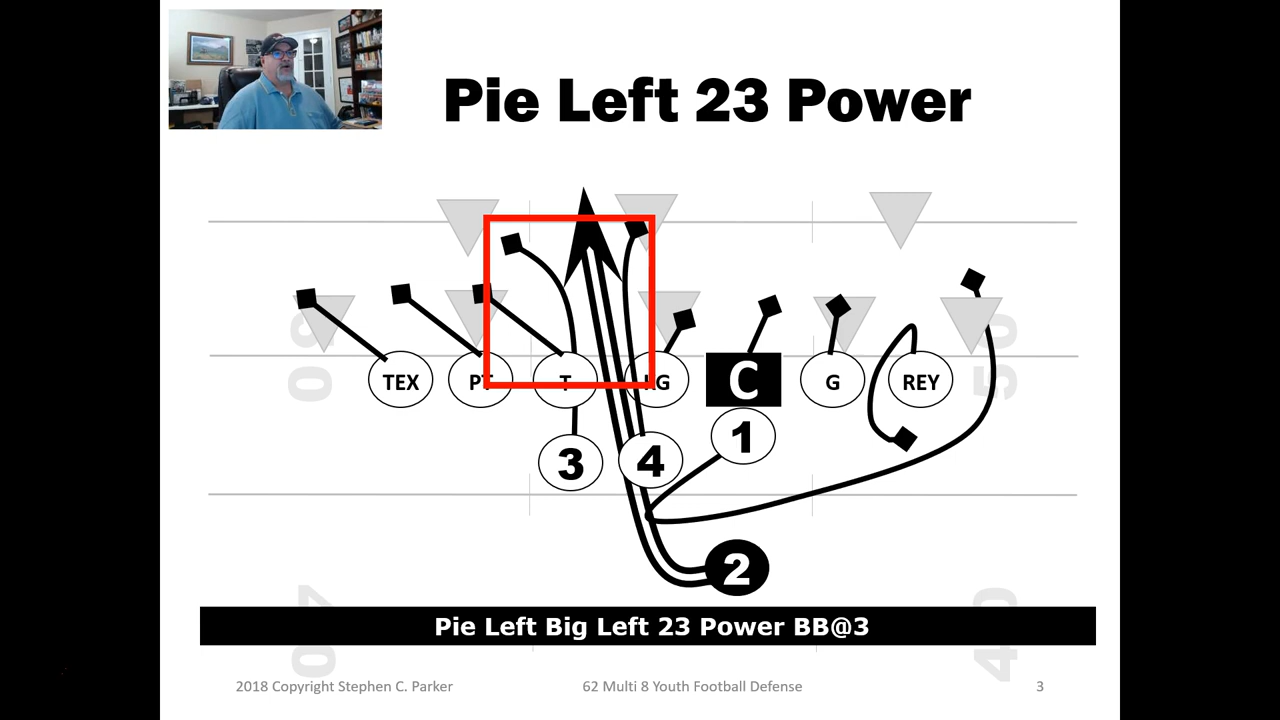 Pie Left 23 Power
TEX PT T KG C G REY
3 4 1
2
Pie Left Big Left 23 Power BB@3
2018 Copyright Stephen C. Parker 62 Multi 8 Youth Football Defense 3